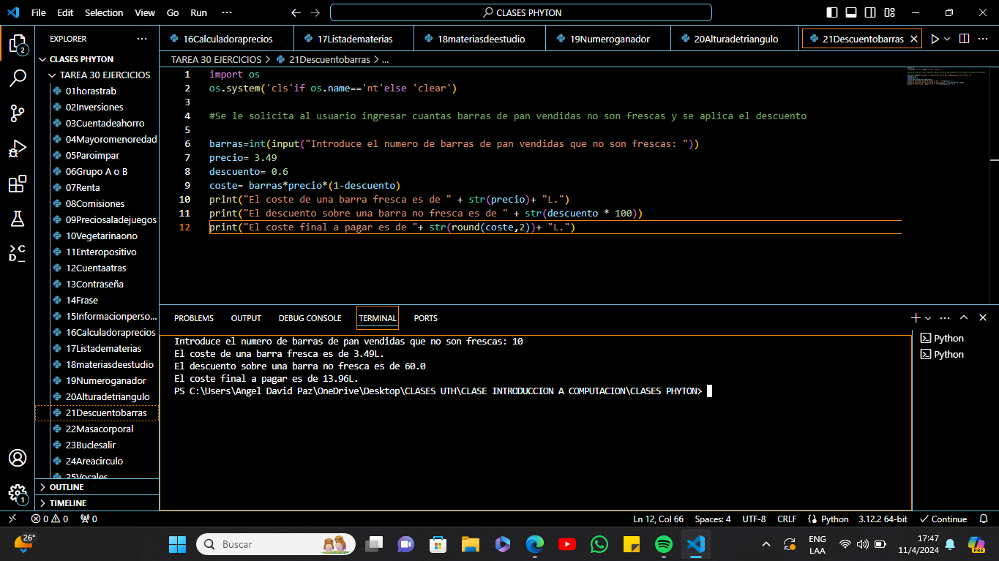 File Edit Selection View Go Run ··· CLASES PHYTON
EXPLORER ···
CLASES PHYTON
TAREA 30 EJERCICIOS
01horastrab
02Inversiones
03Cuentadeahorro
04Mayoromenoredad
05Paroimpar
06Grupo A o B
07Renta
08Comisiones
09Preciosaladejuegos
10Vegetarinaono
11Enteropositivo
12Cuentaatras
13Contraseña
14Frase
15Informacionperso...
16Calculadoraprecios
17Listadematerias
18materiasdeestudio
19Numeroganador
20Alturadetriangulo
21Descuentobarras
22Masacorporal
23Buclesalir
24Areacirculo
25Vocales
OUTLINE
TIMELINE
2
1
16Calculadoraprecios 17Listadematerias 18materiasdeestudio 19Numeroganador 20Alturadetriangulo 21Descuentobarras
TAREA 30 EJERCICIOS > 21Descuentobarras > ...
1 import os
2 os.system('cls'if os.name=='nt'else 'clear')
3
4 #Se le solicita al usuario ingresar cuantas barras de pan vendidas no son frescas y se aplica el descuento
5
6 barras=int(input("Introduce el numero de barras de pan vendidas que no son frescas: "))
7 precio= 3.49
8 descuento= 0.6
9 coste= barras*precio*(1-descuento)
10 print("El coste de una barra fresca es de " + str(precio)+ "L.")
11 print("El descuento sobre una barra no fresca es de " + str(descuento * 100))
12 print("El coste final a pagar es de "+ str(round(coste,2))+ "L.")
PROBLEMS OUTPUT DEBUG CONSOLE TERMINAL PORTS
Introduce el numero de barras de pan vendidas que no son frescas: 10
El coste de una barra fresca es de 3.49L.
El descuento sobre una barra no fresca es de 60.0
El coste final a pagar es de 13.96L.
PS C:\Users\Angel David Paz\OneDrive\Desktop\CLASES UTH\CLASE INTRODUCCION A COMPUTACION\CLASES PHYTON>
Python
Python
0 0 0 Ln 12, Col 66 Spaces: 4 UTF-8 CRLF Python 3.12.2 64-bit Continue
26° Buscar ENG 17:47
LAA 11/4/2024 PRE